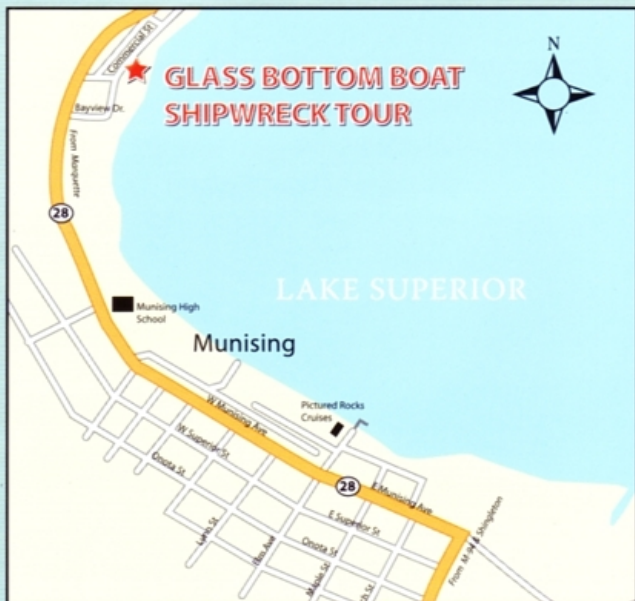 Commercial St
GLASS BOTTOM BOAT
SHIPWRECK TOUR
N
Bayview Dr.
From Marquette
28
LAKE SUPERIOR
Munising High
School
Munising
Pictured Rocks
Cruises
W Munising Ave
W Superior St
Onota St
28
E Munising Ave
E Superior St
Onota St
Lynn St
Elm Ave
Maple St
From M-94 & Shingleton